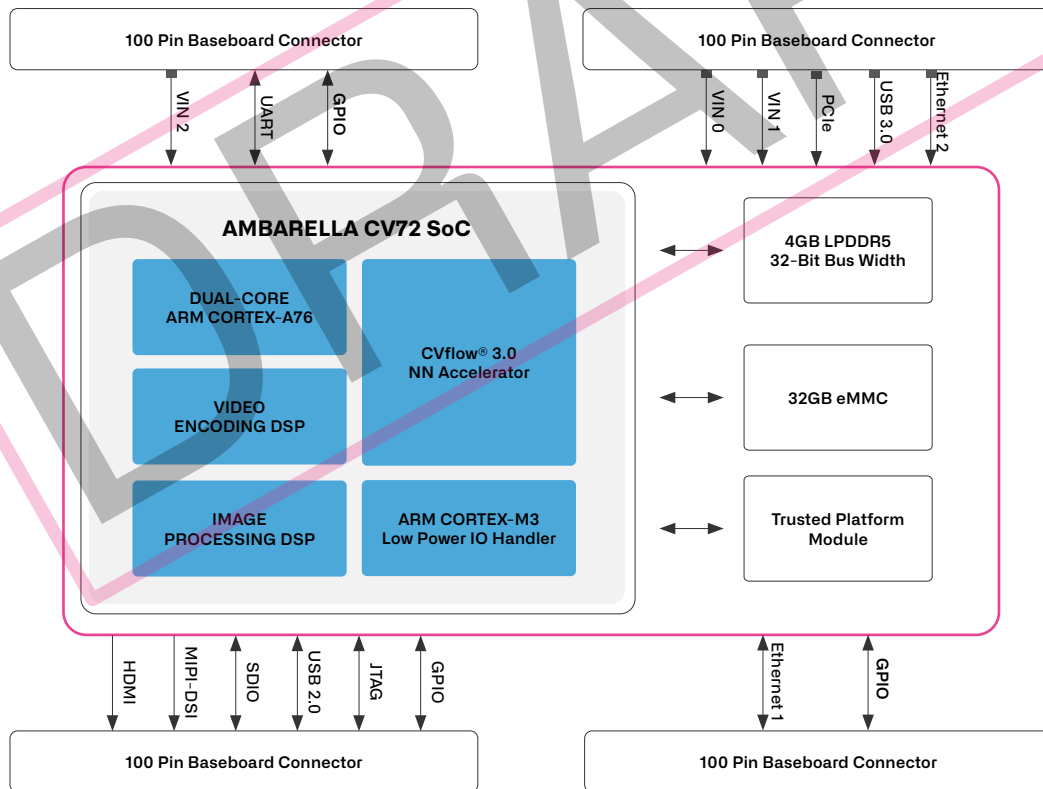 100 Pin Baseboard Connector
100 Pin Baseboard Connector
VIN 2
UART
GPIO
VIN 0
VIN 1
PCIe
USB 3.0
Ethernet 2
AMBARELLA CV72 SoC
DUAL-CORE
ARM CORTEX-A76
CVflow® 3.0
NN Accelerator
VIDEO
ENCODING DSP
IMAGE
PROCESSING DSP
ARM CORTEX-M3
Low Power IO Handler
4GB LPDDR5
32-Bit Bus Width
32GB eMMC
Trusted Platform
Module
HDMI
MIPI-DSI
SDIO
USB 2.0
JTAG
GPIO
Ethernet 1
GPIO
100 Pin Baseboard Connector
100 Pin Baseboard Connector